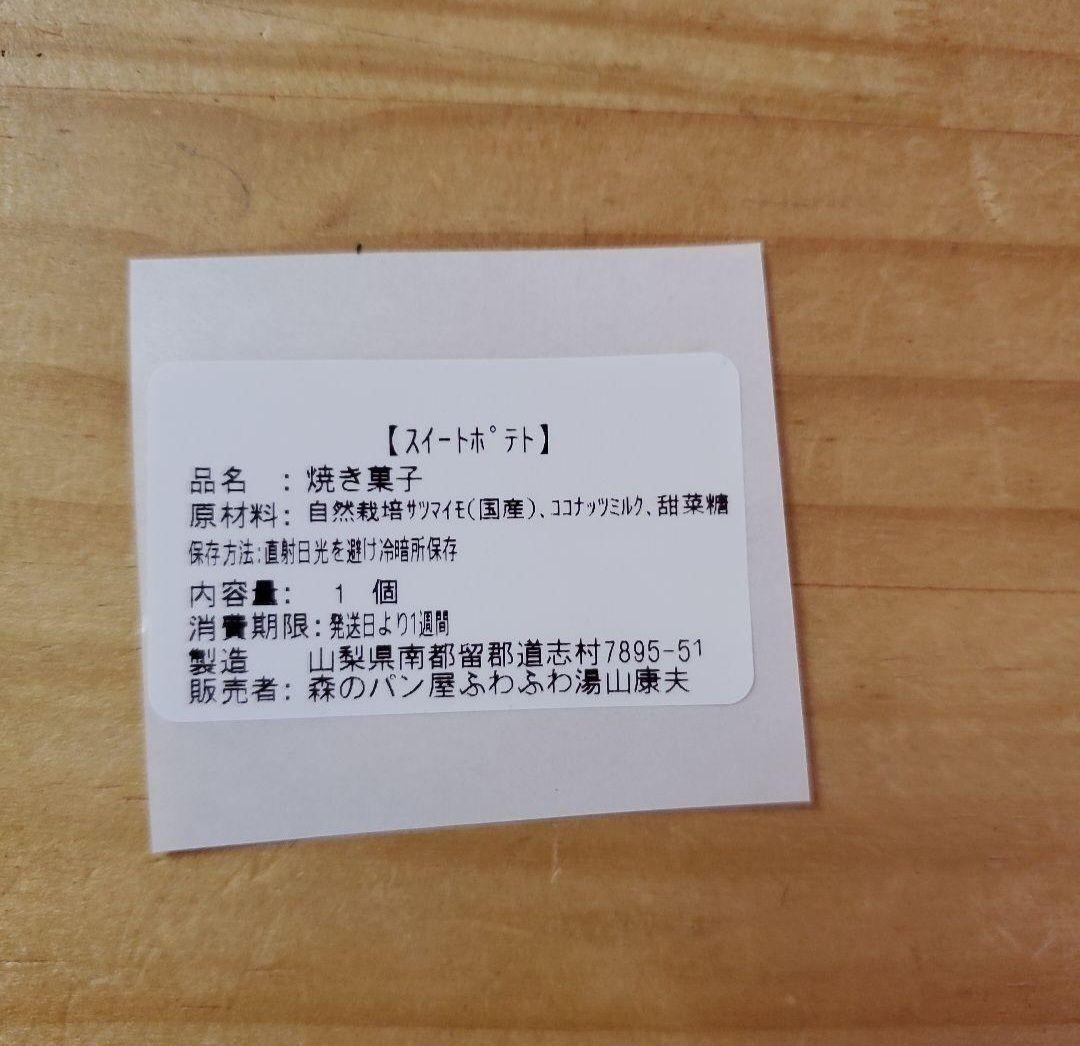 【スイートポテト】
品名 : 焼き菓子
原材料: 自然栽培サツマイモ(国産)、ココナッツミルク、甜菜糖
保存方法:直射日光を避け冷暗所保存
内容量: 1 個
消費期限:発送日より1週間
製造 山梨県南都留郡道志村7895-51
販売者: 森のパン屋ふわふわ湯山康夫